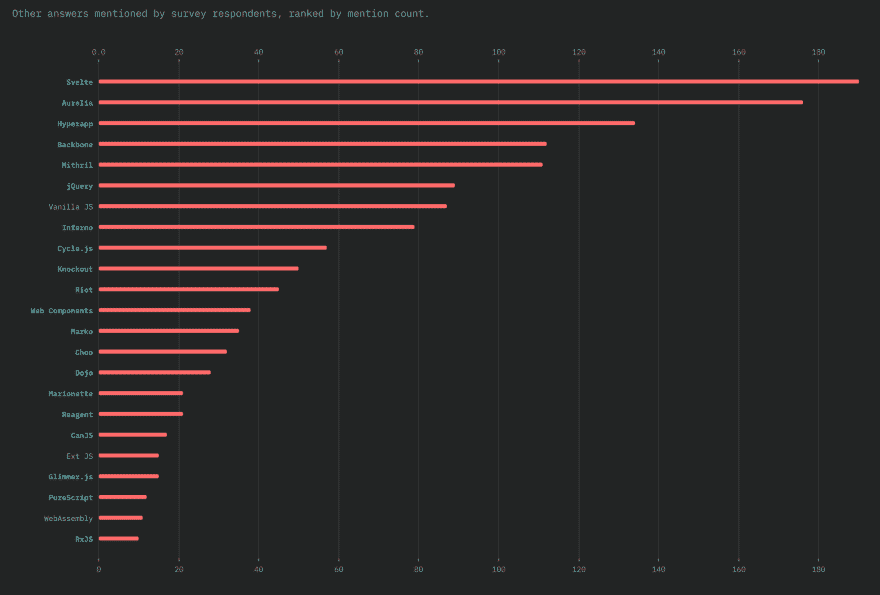 Other answers mentioned by survey respondents, ranked by mention count.
0.0 20 40 60 80 100 120 140 160 180
Svelte
Aurelia
Hyperapp
Backbone
Mithril
jQuery
Vanilla JS
Inferno
Cycle.js
Knockout
Riot
Web Components
Marko
Choo
Dojo
Marionette
Reagent
CanJS
Ext JS
Glimmer.js
PureScript
WebAssembly
RxJS
0 20 40 60 80 100 120 140 160 180